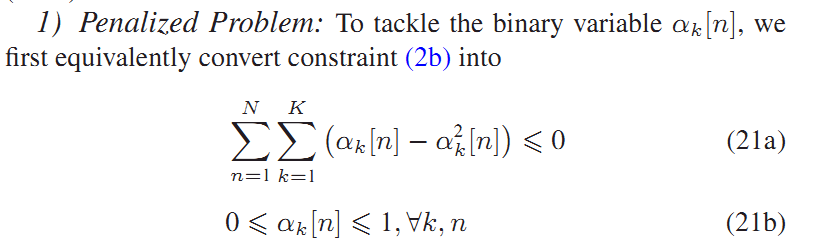 1) Penalized Problem: To tackle the binary variable αₖ[n], we
first equivalently convert constraint (2b) into
∑ₙ₌₁ᴺ ∑ₖ₌₁ᴷ (αₖ[n] − αₖ²[n]) ⩽ 0 (21a)
0 ⩽ αₖ[n] ⩽ 1, ∀k, n (21b)